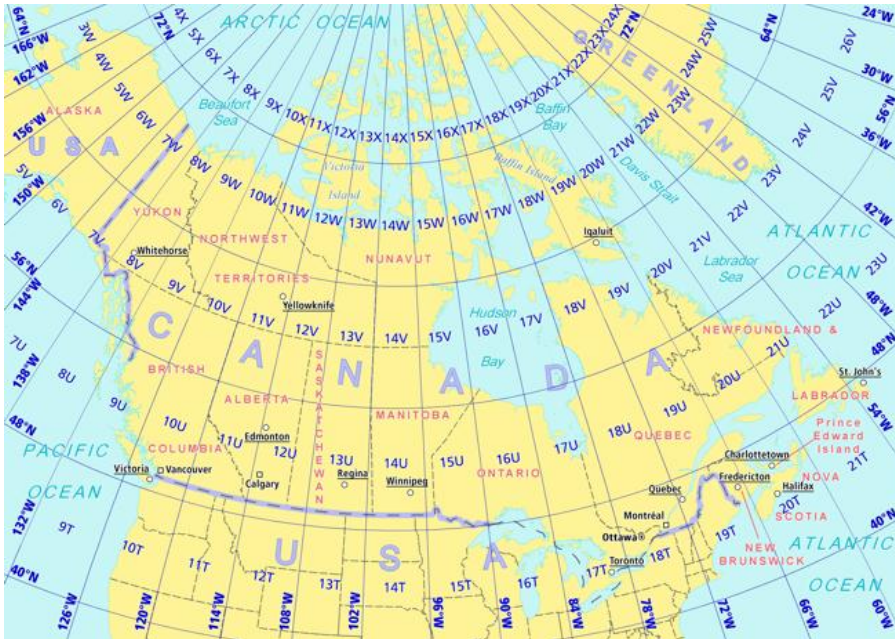 64°N
166°W
162°W
156°W
150°W
56°N
144°W
138°W
48°N
132°W
40°N
126°W
120°W
114°W
108°W
102°W
96°W
90°W
84°W
78°W
72°W
66°W
60°W
40°N
54°W
48°N
48°W
42°W
36°W
56°N
30°W
24°W
64°N
72°N
72°N
ARCTIC OCEAN
3W
4W
5W
6W
7W
8W
9W
10W
11W
12W
13W
14W
15W
16W
17W
18W
19W
20W
21W
22W
23W
24W
25W
4X
5X
6X
7X
8X
9X
10X
11X
12X
13X
14X
15X
16X
17X
18X
19X
20X
21X
22X
23X
24X
GREENLAND
Beaufort
Sea
Baffin
Bay
Victoria
Island
Baffin Island
Davis Strait
ALASKA
USA
YUKON
Whitehorse
NORTHWEST
TERRITORIES
Yellowknife
NUNAVUT
Iqaluit
Labrador
Sea
ATLANTIC
OCEAN
5V
6V
7V
8V
9V
10V
11V
12V
13V
14V
15V
16V
17V
18V
19V
20V
21V
22V
23V
24V
25V
26V
Hudson
Bay
CANADA
BRITISH
COLUMBIA
ALBERTA
SASKATCHEWAN
MANITOBA
ONTARIO
QUEBEC
NEWFOUNDLAND &
LABRADOR
St. John's
Prince
Edward
Island
Charlottetown
Fredericton
Halifax
NOVA
SCOTIA
NEW
BRUNSWICK
7U
8U
9U
10U
11U
12U
13U
14U
15U
16U
17U
18U
19U
20U
21U
22U
23U
PACIFIC
OCEAN
Victoria
Vancouver
Edmonton
Calgary
Regina
Winnipeg
Québec
Montréal
Ottawa
Toronto
USA
9T
10T
11T
12T
13T
14T
15T
16T
17T
18T
19T
20T
21T
ATLANTIC
OCEAN